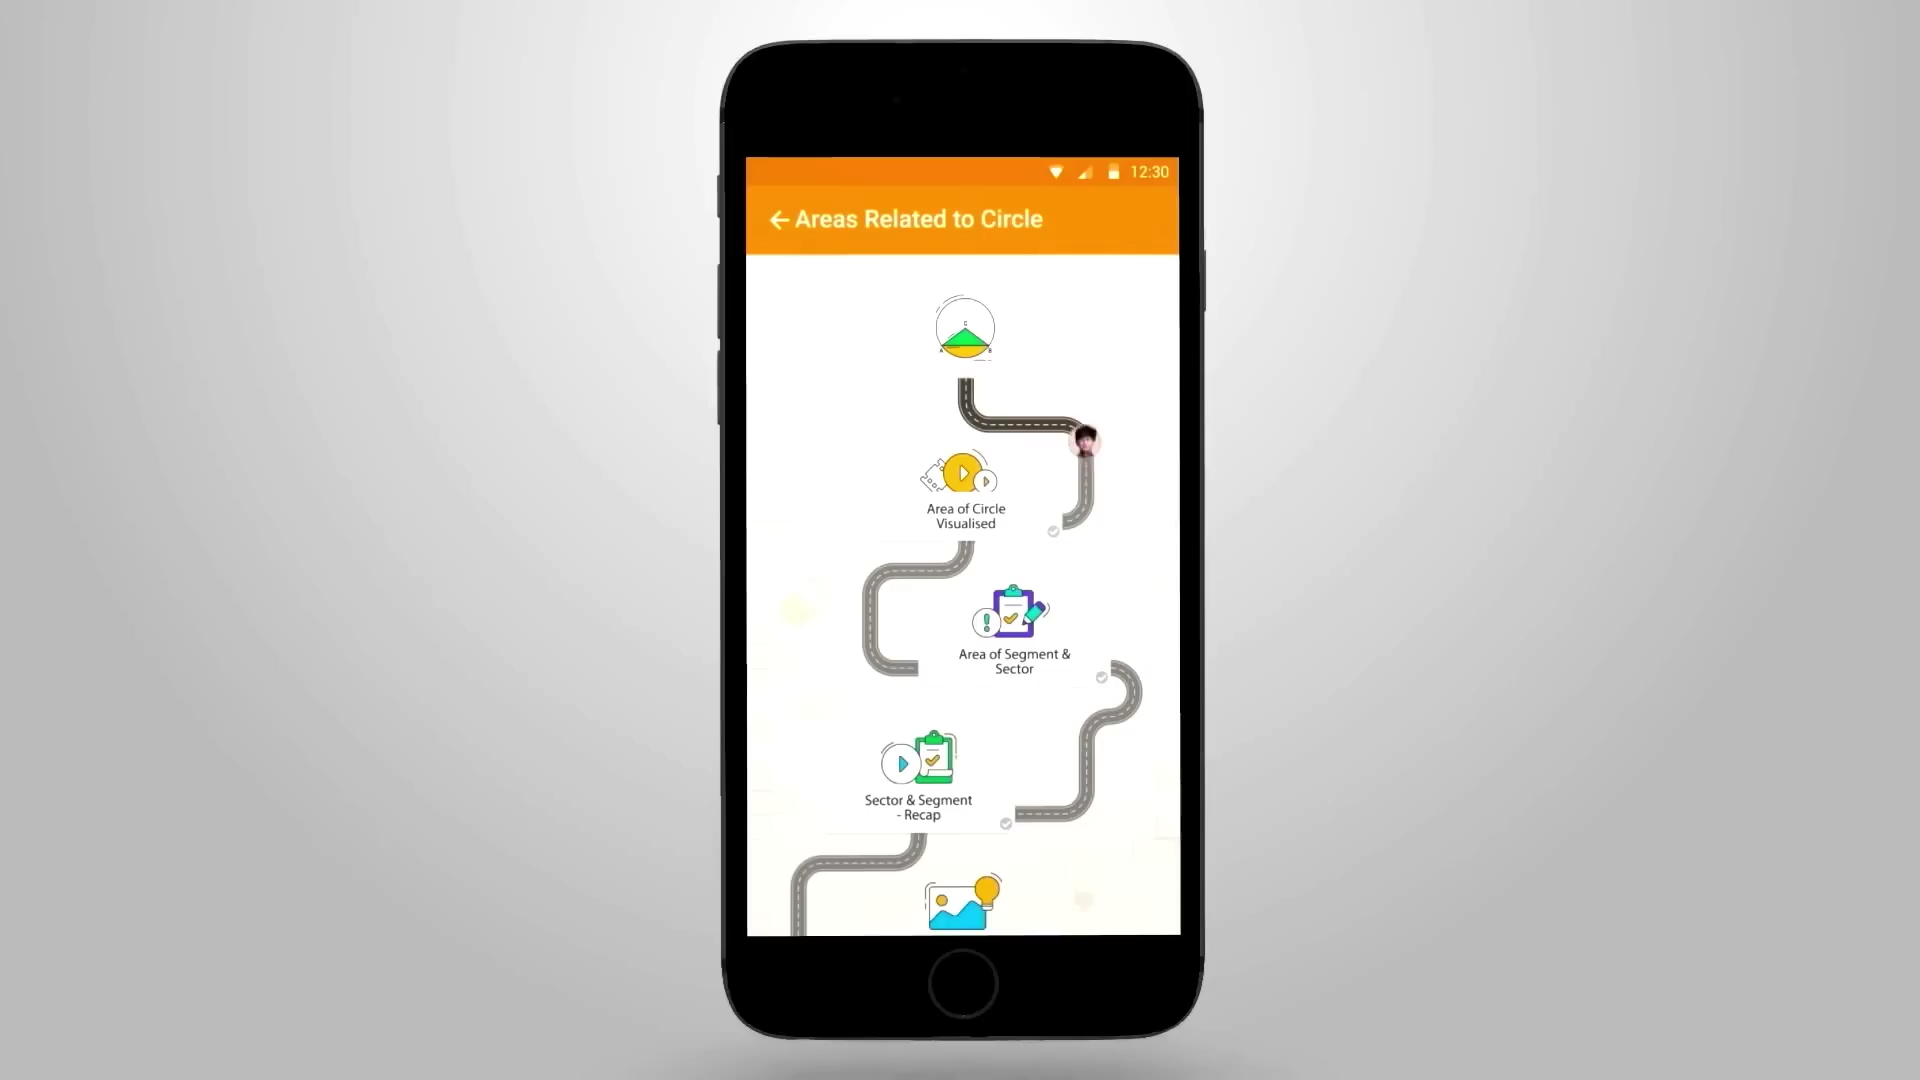 12:30
Areas Related to Circle
C
A B
Area of Circle
Visualised
Area of Segment &
Sector
Sector & Segment
- Recap